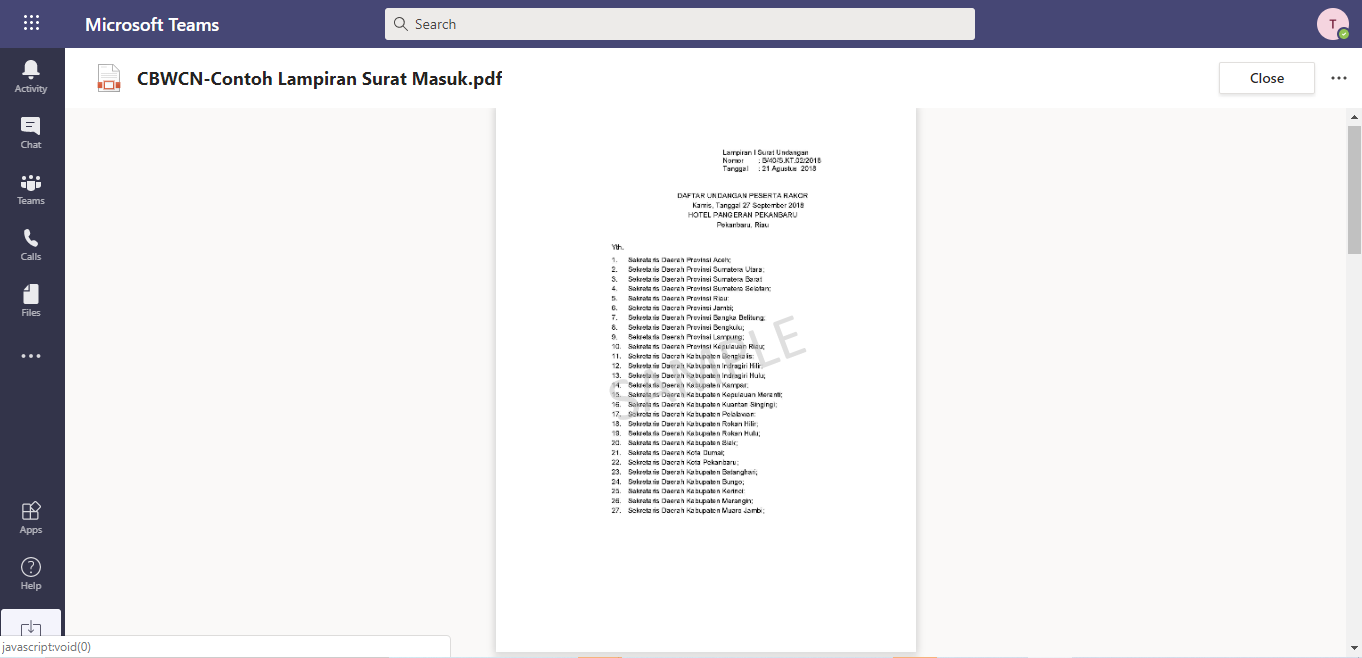 Microsoft Teams
Search
T
Activity
Chat
Teams
Calls
Files
Apps
Help
javascript:void(0)
CBWCN-Contoh Lampiran Surat Masuk.pdf
Close
Lampiran I Surat Undangan
Nomor : B/40/S.KT.02/2018
Tanggal : 21 Agustus 2018
DAFTAR UNDANGAN PESERTA RAKOR
Kamis, Tanggal 27 September 2018
HOTEL PANGERAN PEKANBARU
Pekanbaru, Riau
Yth.
1. Sekretaris Daerah Provinsi Aceh;
2. Sekretaris Daerah Provinsi Sumatera Utara;
3. Sekretaris Daerah Provinsi Sumatera Barat
4. Sekretaris Daerah Provinsi Sumatera Selatan;
5. Sekretaris Daerah Provinsi Riau;
6. Sekretaris Daerah Provinsi Jambi;
7. Sekretaris Daerah Provinsi Bangka Belitung;
8. Sekretaris Daerah Provinsi Bengkulu;
9. Sekretaris Daerah Provinsi Lampung;
10. Sekretaris Daerah Provinsi Kepulauan Riau;
11. Sekretaris Daerah Kabupaten Bengkalis;
12. Sekretaris Daerah Kabupaten Indragiri Hilir;
13. Sekretaris Daerah Kabupaten Indragiri Hulu;
14. Sekretaris Daerah Kabupaten Kampar;
15. Sekretaris Daerah Kabupaten Kepulauan Meranti;
16. Sekretaris Daerah Kabupaten Kuantan Singingi;
17. Sekretaris Daerah Kabupaten Pelalawan;
18. Sekretaris Daerah Kabupaten Rokan Hilir;
19. Sekretaris Daerah Kabupaten Rokan Hulu;
20. Sekretaris Daerah Kabupaten Siak;
21. Sekretaris Daerah Kota Dumai;
22. Sekretaris Daerah Kota Pekanbaru;
23. Sekretaris Daerah Kabupaten Batanghari;
24. Sekretaris Daerah Kabupaten Bungo;
25. Sekretaris Daerah Kabupaten Kerinci;
26. Sekretaris Daerah Kabupaten Merangin;
27. Sekretaris Daerah Kabupaten Muaro Jambi;
SAMPLE